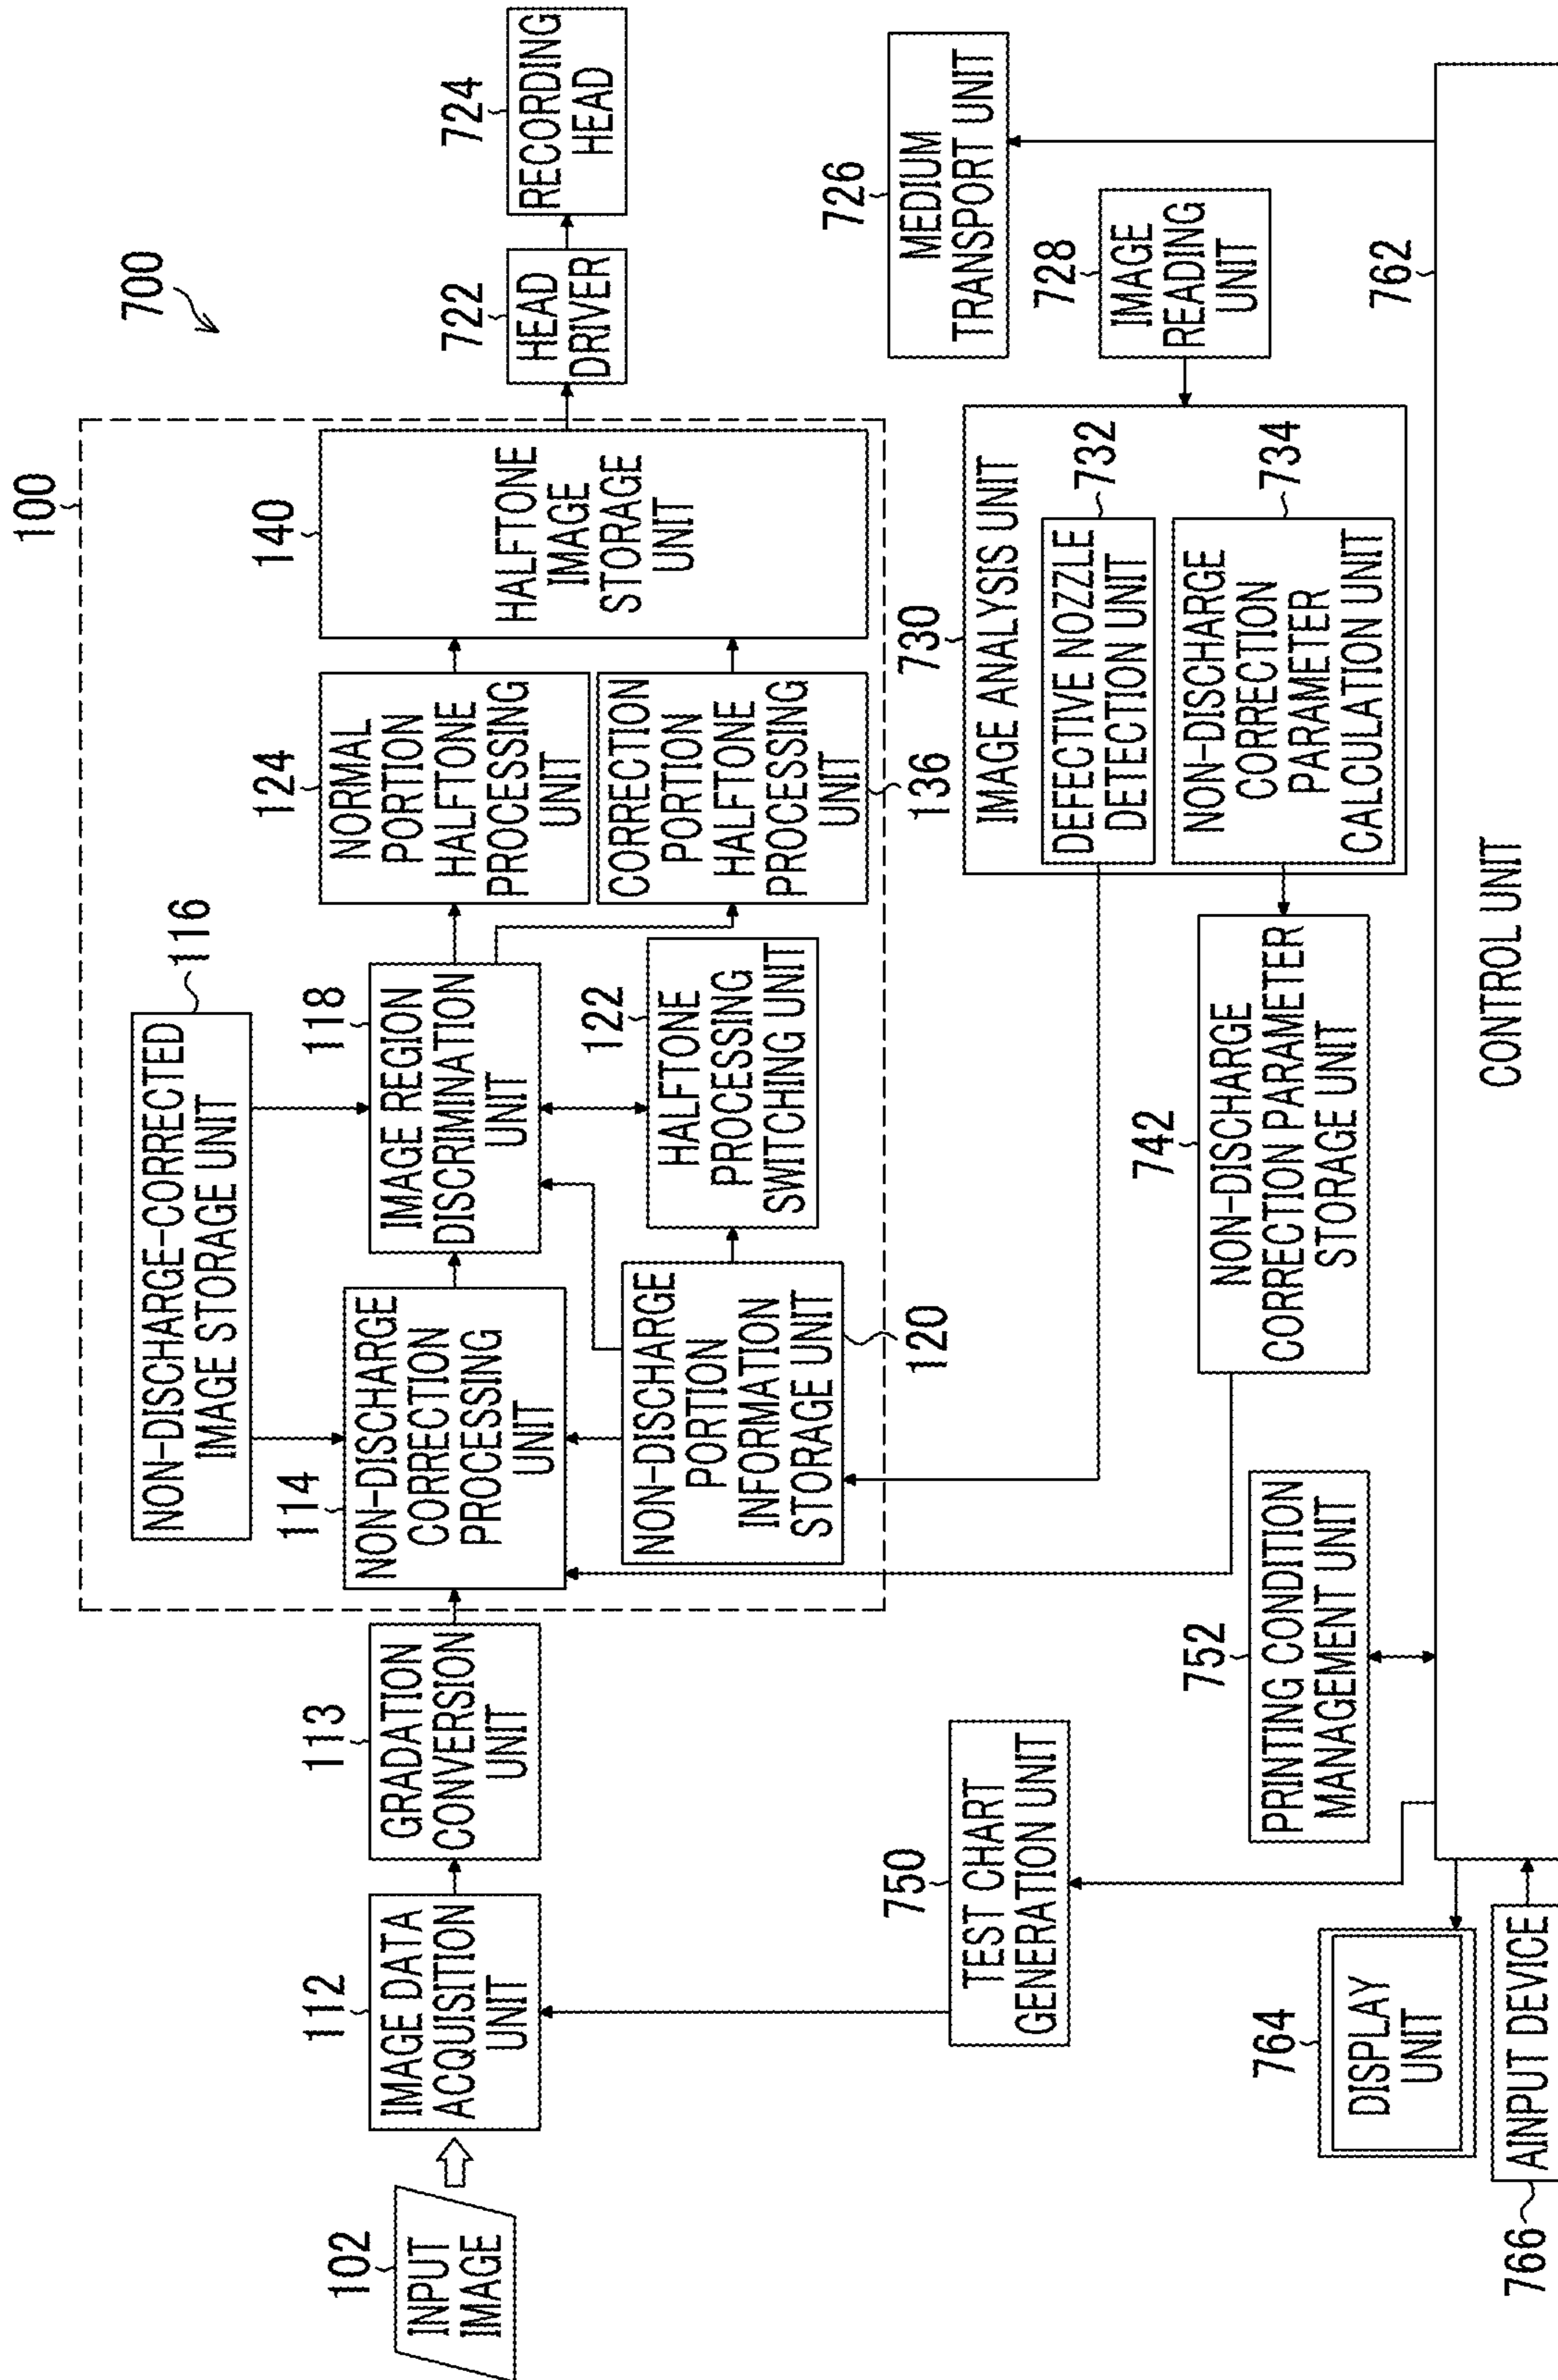 700
100
102
INPUT
IMAGE
112
IMAGE DATA
ACQUISITION
UNIT
113
GRADATION
CONVERSION
UNIT
116
NON-DISCHARGE-CORRECTED
IMAGE STORAGE UNIT
114
NON-DISCHARGE
CORRECTION
PROCESSING
UNIT
118
IMAGE REGION
DISCRIMINATION
UNIT
120
NON-DISCHARGE
PORTION
INFORMATION
STORAGE UNIT
122
HALFTONE
PROCESSING
SWITCHING UNIT
124
NORMAL
PORTION
HALFTONE
PROCESSING
UNIT
136
CORRECTION
PORTION
HALFTONE
PROCESSING
UNIT
140
HALFTONE
IMAGE
STORAGE
UNIT
722
HEAD
DRIVER
724
RECORDING
HEAD
726
MEDIUM
TRANSPORT UNIT
728
IMAGE
READING
UNIT
730
IMAGE ANALYSIS UNIT
732
DEFECTIVE NOZZLE
DETECTION UNIT
734
NON-DISCHARGE
CORRECTION
PARAMETER
CALCULATION UNIT
742
NON-DISCHARGE
CORRECTION PARAMETER
STORAGE UNIT
750
TEST CHART
GENERATION UNIT
752
PRINTING CONDITION
MANAGEMENT UNIT
762
CONTROL UNIT
764
DISPLAY
UNIT
766
AINPUT DEVICE